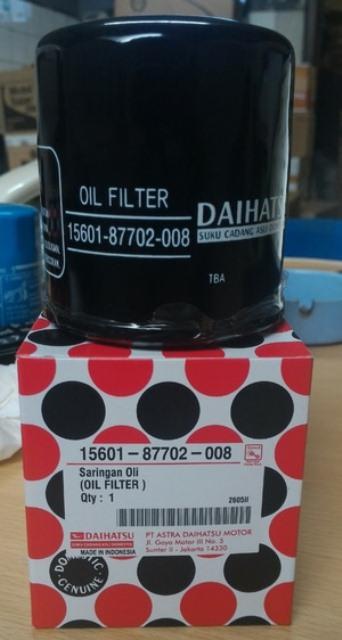 OIL FILTER
15601-87702-008
DAIHATS
SUKU CADANG ASLI
TBA
15601-87702-008
Saringan Oli
(OIL FILTER)
Qty : 1
DAIHATSU
MADE IN INDONESIA
PT ASTRA DAIHATSU MOTOR
Jl. Gaya Motor III No. 5
Sunter II - Jakarta 14330
GENUINE